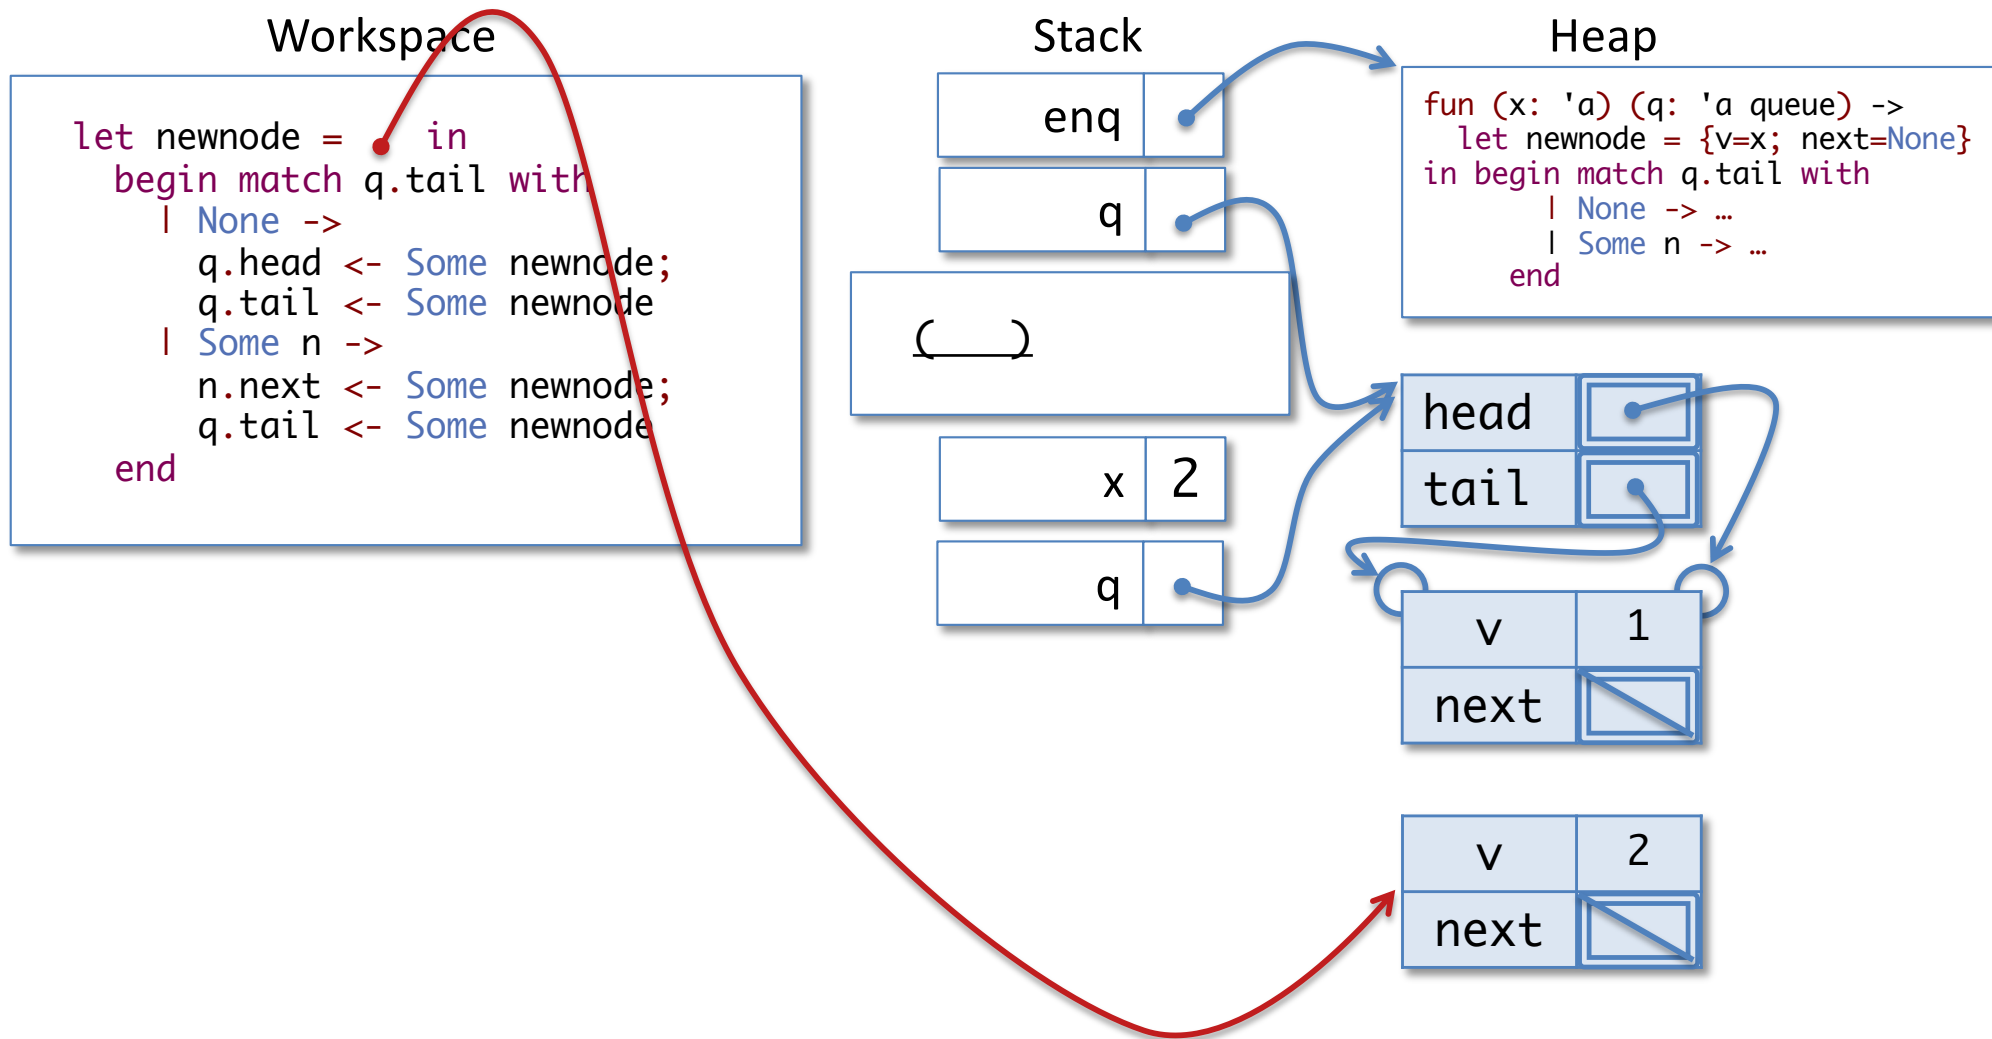 Workspace
let newnode = in
begin match q.tail with
| None ->
q.head <- Some newnode;
q.tail <- Some newnode
| Some n ->
n.next <- Some newnode;
q.tail <- Some newnode
end
Stack
enq
q
(   )
x 2
q
Heap
fun (x: 'a) (q: 'a queue) ->
let newnode = {v=x; next=None}
in begin match q.tail with
| None -> …
| Some n -> …
end
head
tail
v 1
next
v 2
next